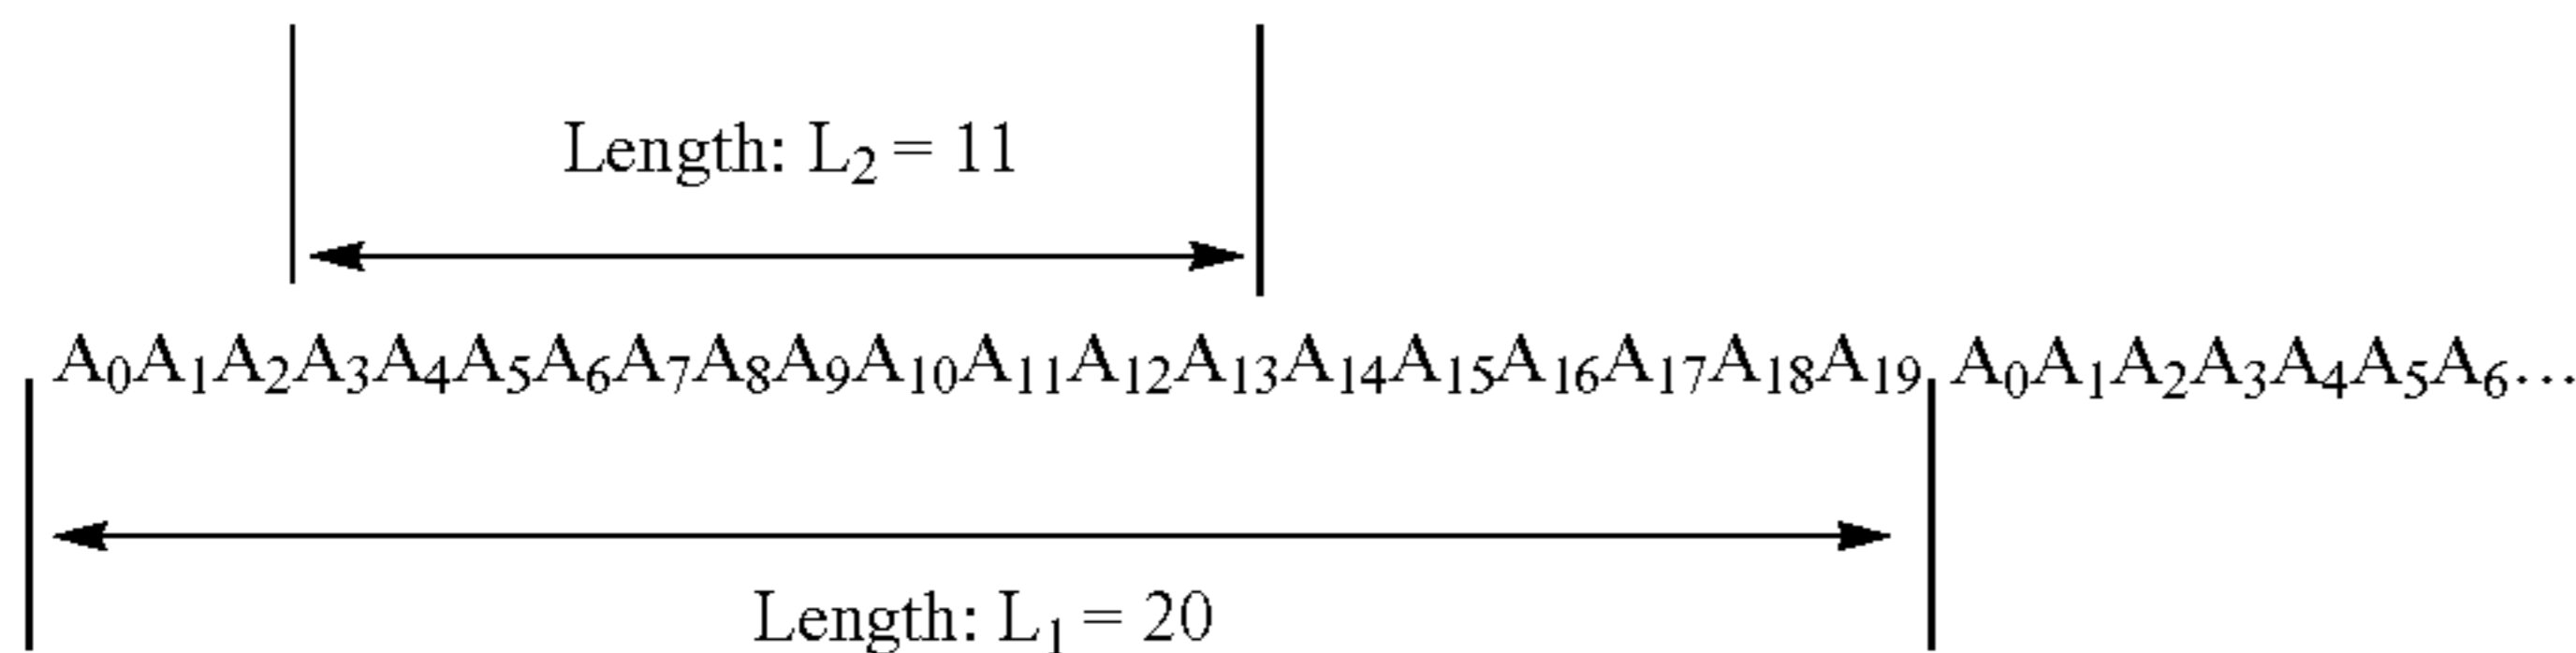 Length: L₂ = 11
A₀A₁A₂A₃A₄A₅A₆A₇A₈A₉A₁₀A₁₁A₁₂A₁₃A₁₄A₁₅A₁₆A₁₇A₁₈A₁₉ A₀A₁A₂A₃A₄A₅A₆…
Length: L₁ = 20